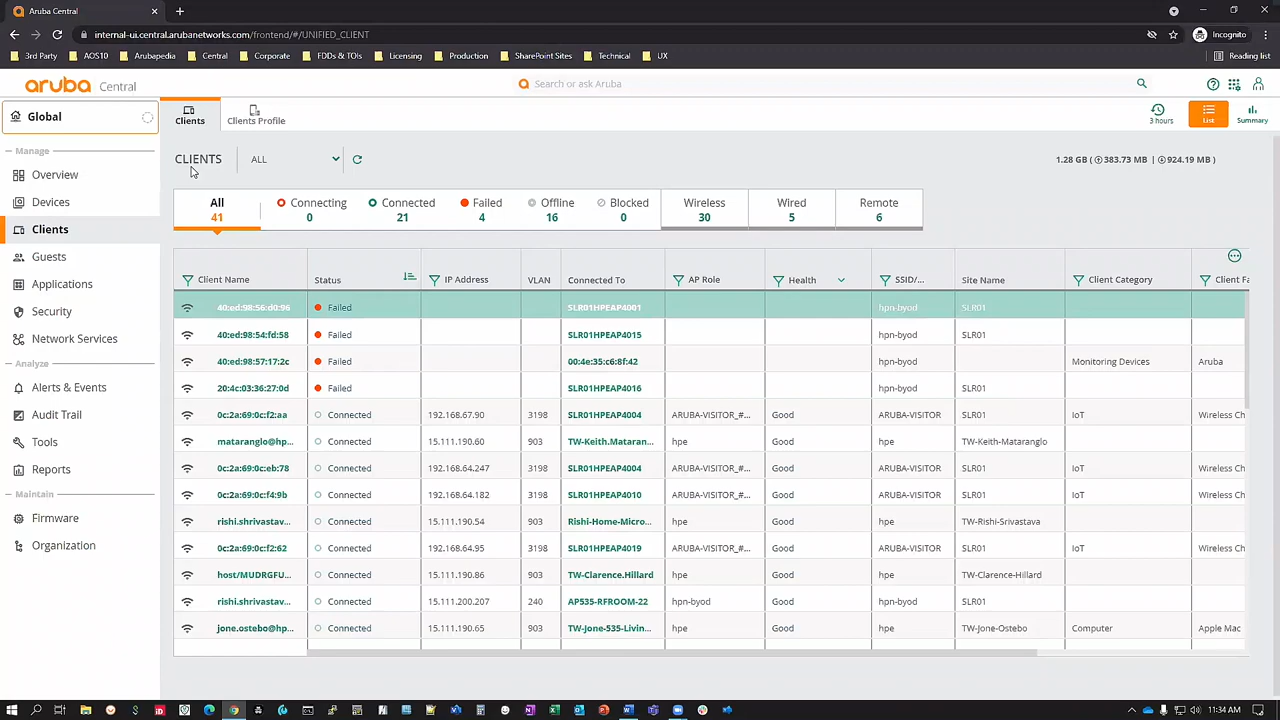 Aruba Central
internal-ui.central.arubanetworks.com/frontend/#/UNIFIED_CLIENT
Incognito
3rd Party AOS10 Arubapedia Central Corporate FDDs & TOIs Licensing Production SharePoint Sites Technical UX Reading list
aruba Central
Search or ask Aruba
Global
Manage
Overview
Devices
Clients
Guests
Applications
Security
Network Services
Analyze
Alerts & Events
Audit Trail
Tools
Reports
Maintain
Firmware
Organization
Clients
Clients Profile
3 hours
List
Summary
CLIENTS
ALL
1.28 GB ( 383.73 MB | 924.19 MB )
All Connecting Connected Failed Offline Blocked Wireless Wired Remote
41 0 21 4 16 0 30 5 6
Client Name Status IP Address VLAN Connected To AP Role Health SSID/... Site Name Client Category Client Fa
40:ed:98:56:d0:96 Failed SLR01HPEAP4001 hpn-byod SLR01
40:ed:98:54:fd:58 Failed SLR01HPEAP4015 hpn-byod SLR01
40:ed:98:57:17:2c Failed 00:4e:35:c6:8f:42 hpn-byod Monitoring Devices Aruba
20:4c:03:36:27:0d Failed SLR01HPEAP4016 hpn-byod SLR01
0c:2a:69:0c:f2:aa Connected 192.168.67.90 3198 SLR01HPEAP4004 ARUBA-VISITOR_#... Good ARUBA-VISITOR SLR01 IoT Wireless Ch
mataranglo@hp... Connected 15.111.190.60 903 TW-Keith.Mataran... hpe Good hpe TW-Keith-Mataranglo
0c:2a:69:0c:eb:78 Connected 192.168.64.247 3198 SLR01HPEAP4004 ARUBA-VISITOR_#... Good ARUBA-VISITOR SLR01 IoT Wireless Ch
0c:2a:69:0c:f4:9b Connected 192.168.64.182 3198 SLR01HPEAP4010 ARUBA-VISITOR_#... Good ARUBA-VISITOR SLR01 IoT Wireless Ch
rishi.shrivastav... Connected 15.111.190.54 903 Rishi-Home-Micro... hpe Good hpe TW-Rishi-Srivastava
0c:2a:69:0c:f2:62 Connected 192.168.64.95 3198 SLR01HPEAP4019 ARUBA-VISITOR_#... Good ARUBA-VISITOR SLR01 IoT Wireless Ch
host/MUDRGFU... Connected 15.111.190.86 903 TW-Clarence.Hillard hpe Good hpe TW-Clarence-Hillard
rishi.shrivastav... Connected 15.111.200.207 240 AP535-RFROOM-22 hpn-byod Good hpn-byod SLR01
jone.ostebo@hp... Connected 15.111.190.65 903 TW-Jone-535-Livin... hpe Good hpe TW-Jone-Ostebo Computer Apple Mac
11:34 AM